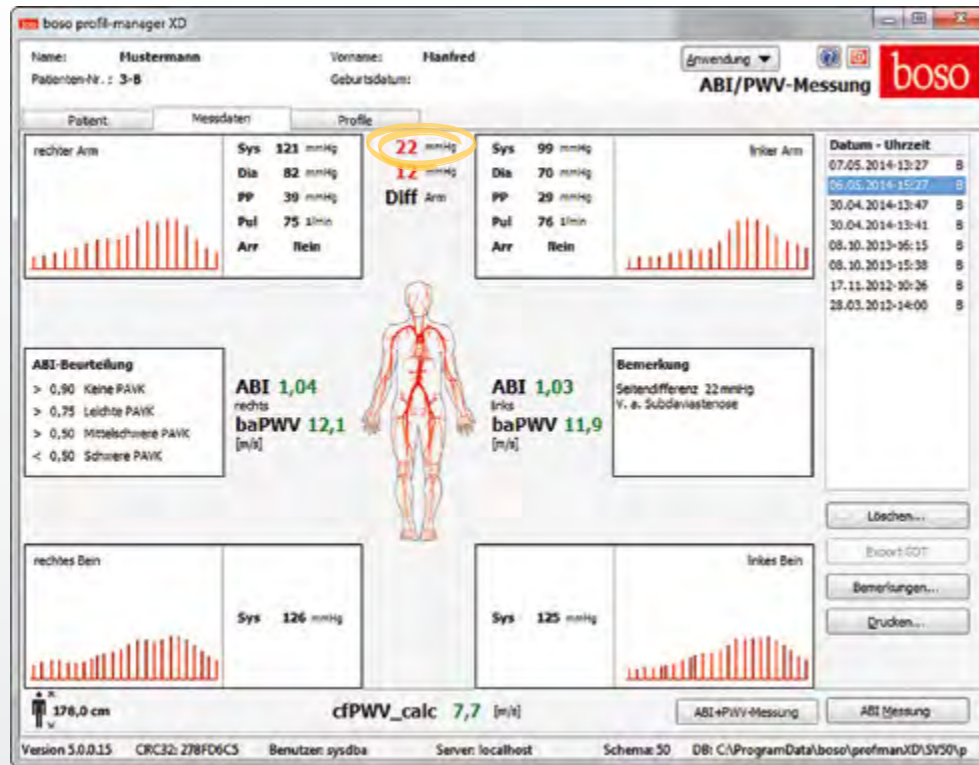 boso profil-manager XD
Name: Mustermann Vorname: Manfred
Patienten-Nr. : 3-B Geburtsdatum:
Anwendung
ABI/PWV-Messung
boso
Patient Messdaten Profile
rechter Arm
Sys 121 mmHg
Dia 82 mmHg
PP 39 mmHg
Pul 75 1/min
Arr Nein
22 mmHg
12 mmHg
Diff Arm
Sys 99 mmHg
Dia 70 mmHg
PP 29 mmHg
Pul 76 1/min
Arr Nein
linker Arm
Datum - Uhrzeit
07.05.2014-13:27 B
06.05.2014-15:27 B
30.04.2014-13:47 B
30.04.2014-13:41 B
08.10.2013-16:15 B
08.10.2013-15:38 B
17.11.2012-10:26 B
28.03.2012-14:00 B
ABI-Beurteilung
> 0,90 Keine PAVK
> 0,75 Leichte PAVK
> 0,50 Mittelschwere PAVK
< 0,50 Schwere PAVK
ABI 1,04
rechts
baPWV 12,1
[m/s]
ABI 1,03
links
baPWV 11,9
[m/s]
Bemerkung
Seitendifferenz 22 mmHg
V. a. Subclaviastenose
Löschen...
Export GDT
Bemerkungen...
Drucken...
rechtes Bein
Sys 126 mmHg
Sys 125 mmHg
linkes Bein
178,0 cm
cfPWV_calc 7,7 [m/s]
ABI+PWV-Messung
ABI Messung
Version 5.0.0.15 CRC32: 278FD6C5 Benutzer: sysdba Server: localhost Schema: 50 DB: C:\ProgramData\boso\profmanXD\SV50\p